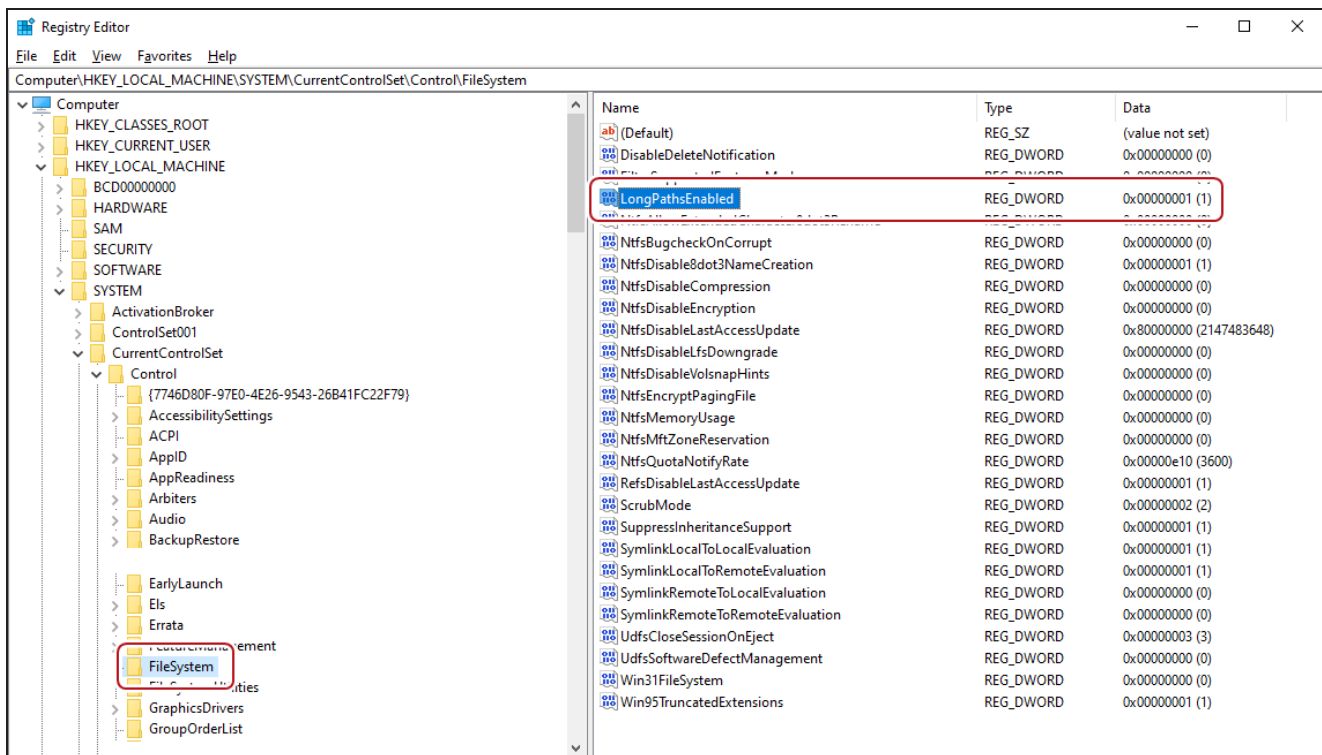 Registry Editor
File Edit View Favorites Help
Computer\HKEY_LOCAL_MACHINE\SYSTEM\CurrentControlSet\Control\FileSystem
Computer
HKEY_CLASSES_ROOT
HKEY_CURRENT_USER
HKEY_LOCAL_MACHINE
BCD00000000
HARDWARE
SAM
SECURITY
SOFTWARE
SYSTEM
ActivationBroker
ControlSet001
CurrentControlSet
Control
{7746D80F-97E0-4E26-9543-26B41FC22F79}
AccessibilitySettings
ACPI
AppID
AppReadiness
Arbiters
Audio
BackupRestore
EarlyLaunch
Els
Errata
FileSystem
GraphicsDrivers
GroupOrderList
Name Type Data
(Default) REG_SZ (value not set)
DisableDeleteNotification REG_DWORD 0x00000000 (0)
LongPathsEnabled REG_DWORD 0x00000001 (1)
NtfsBugcheckOnCorrupt REG_DWORD 0x00000000 (0)
NtfsDisable8dot3NameCreation REG_DWORD 0x00000001 (1)
NtfsDisableCompression REG_DWORD 0x00000000 (0)
NtfsDisableEncryption REG_DWORD 0x00000000 (0)
NtfsDisableLastAccessUpdate REG_DWORD 0x80000000 (2147483648)
NtfsDisableLfsDowngrade REG_DWORD 0x00000000 (0)
NtfsDisableVolsnapHints REG_DWORD 0x00000000 (0)
NtfsEncryptPagingFile REG_DWORD 0x00000000 (0)
NtfsMemoryUsage REG_DWORD 0x00000000 (0)
NtfsMftZoneReservation REG_DWORD 0x00000000 (0)
NtfsQuotaNotifyRate REG_DWORD 0x00000e10 (3600)
RefsDisableLastAccessUpdate REG_DWORD 0x00000001 (1)
ScrubMode REG_DWORD 0x00000002 (2)
SuppressInheritanceSupport REG_DWORD 0x00000001 (1)
SymlinkLocalToLocalEvaluation REG_DWORD 0x00000001 (1)
SymlinkLocalToRemoteEvaluation REG_DWORD 0x00000001 (1)
SymlinkRemoteToLocalEvaluation REG_DWORD 0x00000000 (0)
SymlinkRemoteToRemoteEvaluation REG_DWORD 0x00000000 (0)
UdfsCloseSessionOnEject REG_DWORD 0x00000003 (3)
UdfsSoftwareDefectManagement REG_DWORD 0x00000000 (0)
Win31FileSystem REG_DWORD 0x00000000 (0)
Win95TruncatedExtensions REG_DWORD 0x00000001 (1)